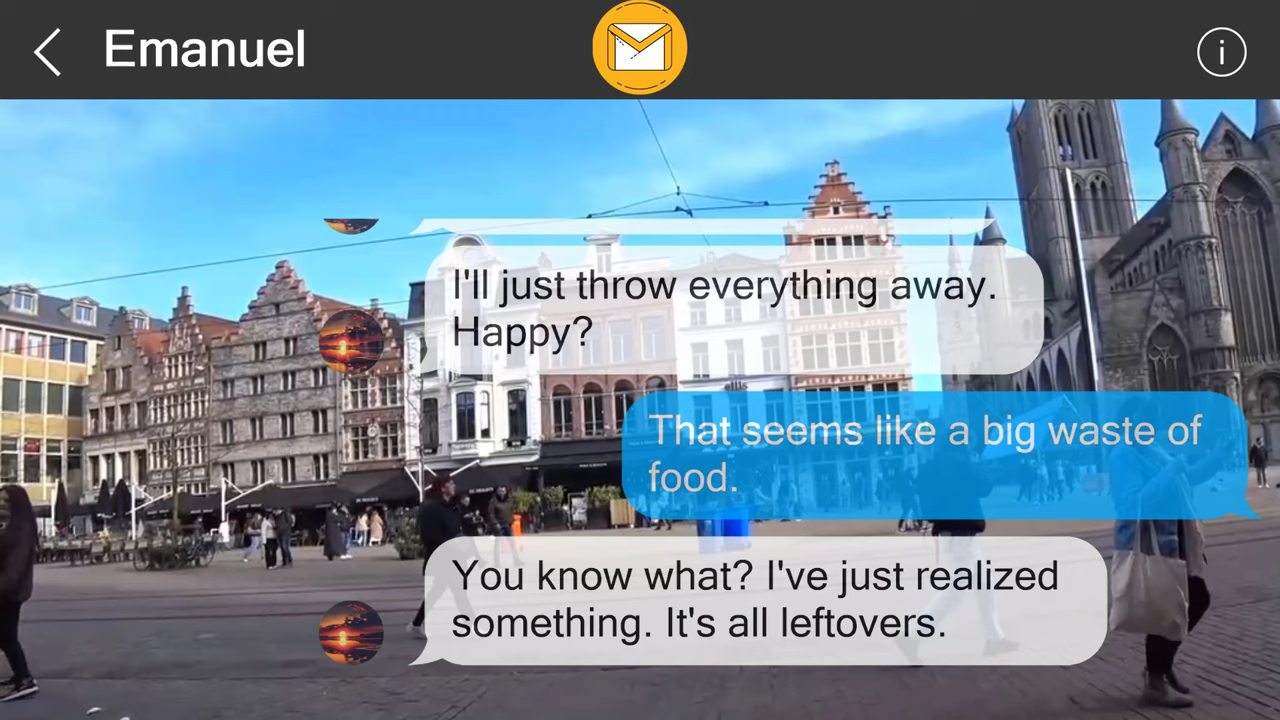 Emanuel
i
I'll just throw everything away.
Happy?
ellis
That seems like a big waste of
food.
You know what? I've just realized
something. It's all leftovers.